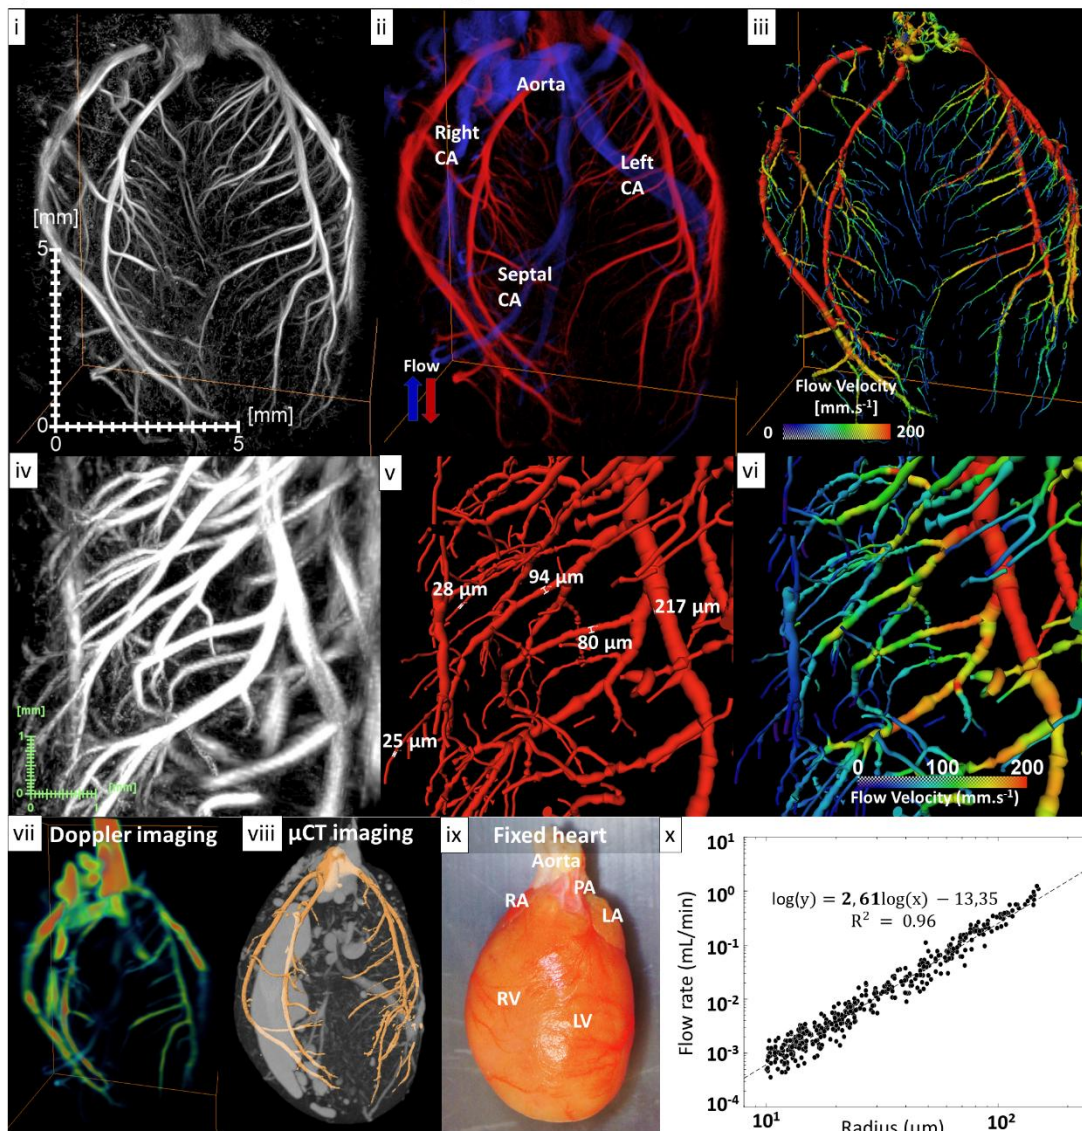 i
[mm]
5
0
0
5
[mm]
ii
Aorta
Right
CA
Left
CA
Septal
CA
Flow
iii
Flow Velocity
[mm.s-1]
0
200
iv
[mm]
1
0
0
1
[mm]
v
28 µm
94 µm
217 µm
80 µm
25 µm
vi
0
100
200
Flow Velocity (mm.s-1)
vii
Doppler imaging
viii
µCT imaging
ix
Fixed heart
Aorta
RA
PA
LA
RV
LV
x
log(y) = 2,61log(x) − 13,35
R² = 0.96
Flow rate (mL/min)
10¹
10⁰
10⁻¹
10⁻²
10⁻³
10⁻⁴
10¹
10²
Radius (µm)